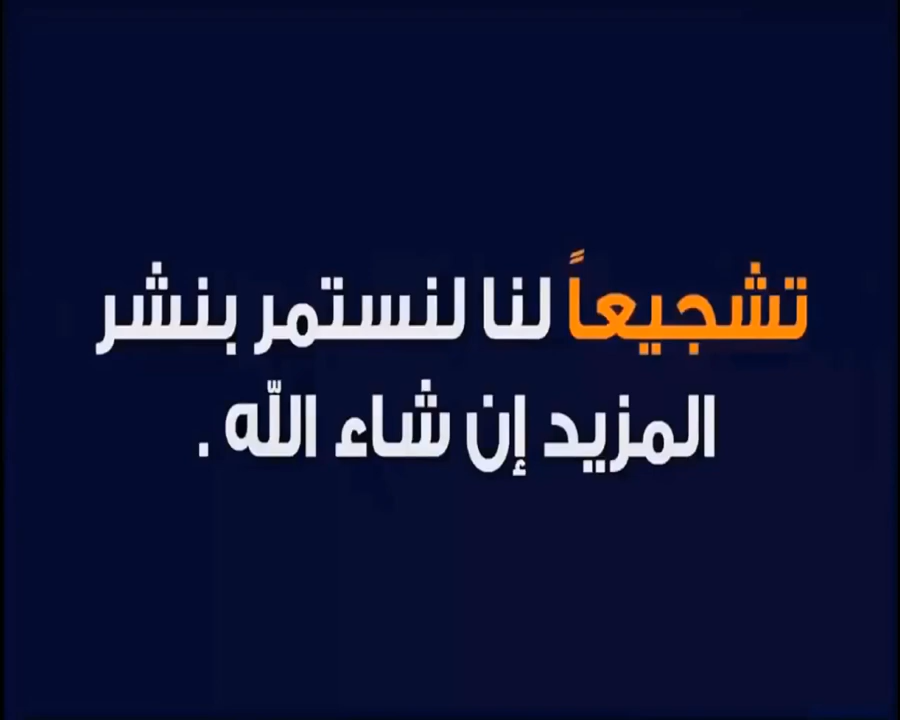 تشجيعاً لنا لنستمر بنشر
المزيد إن شاء الله .